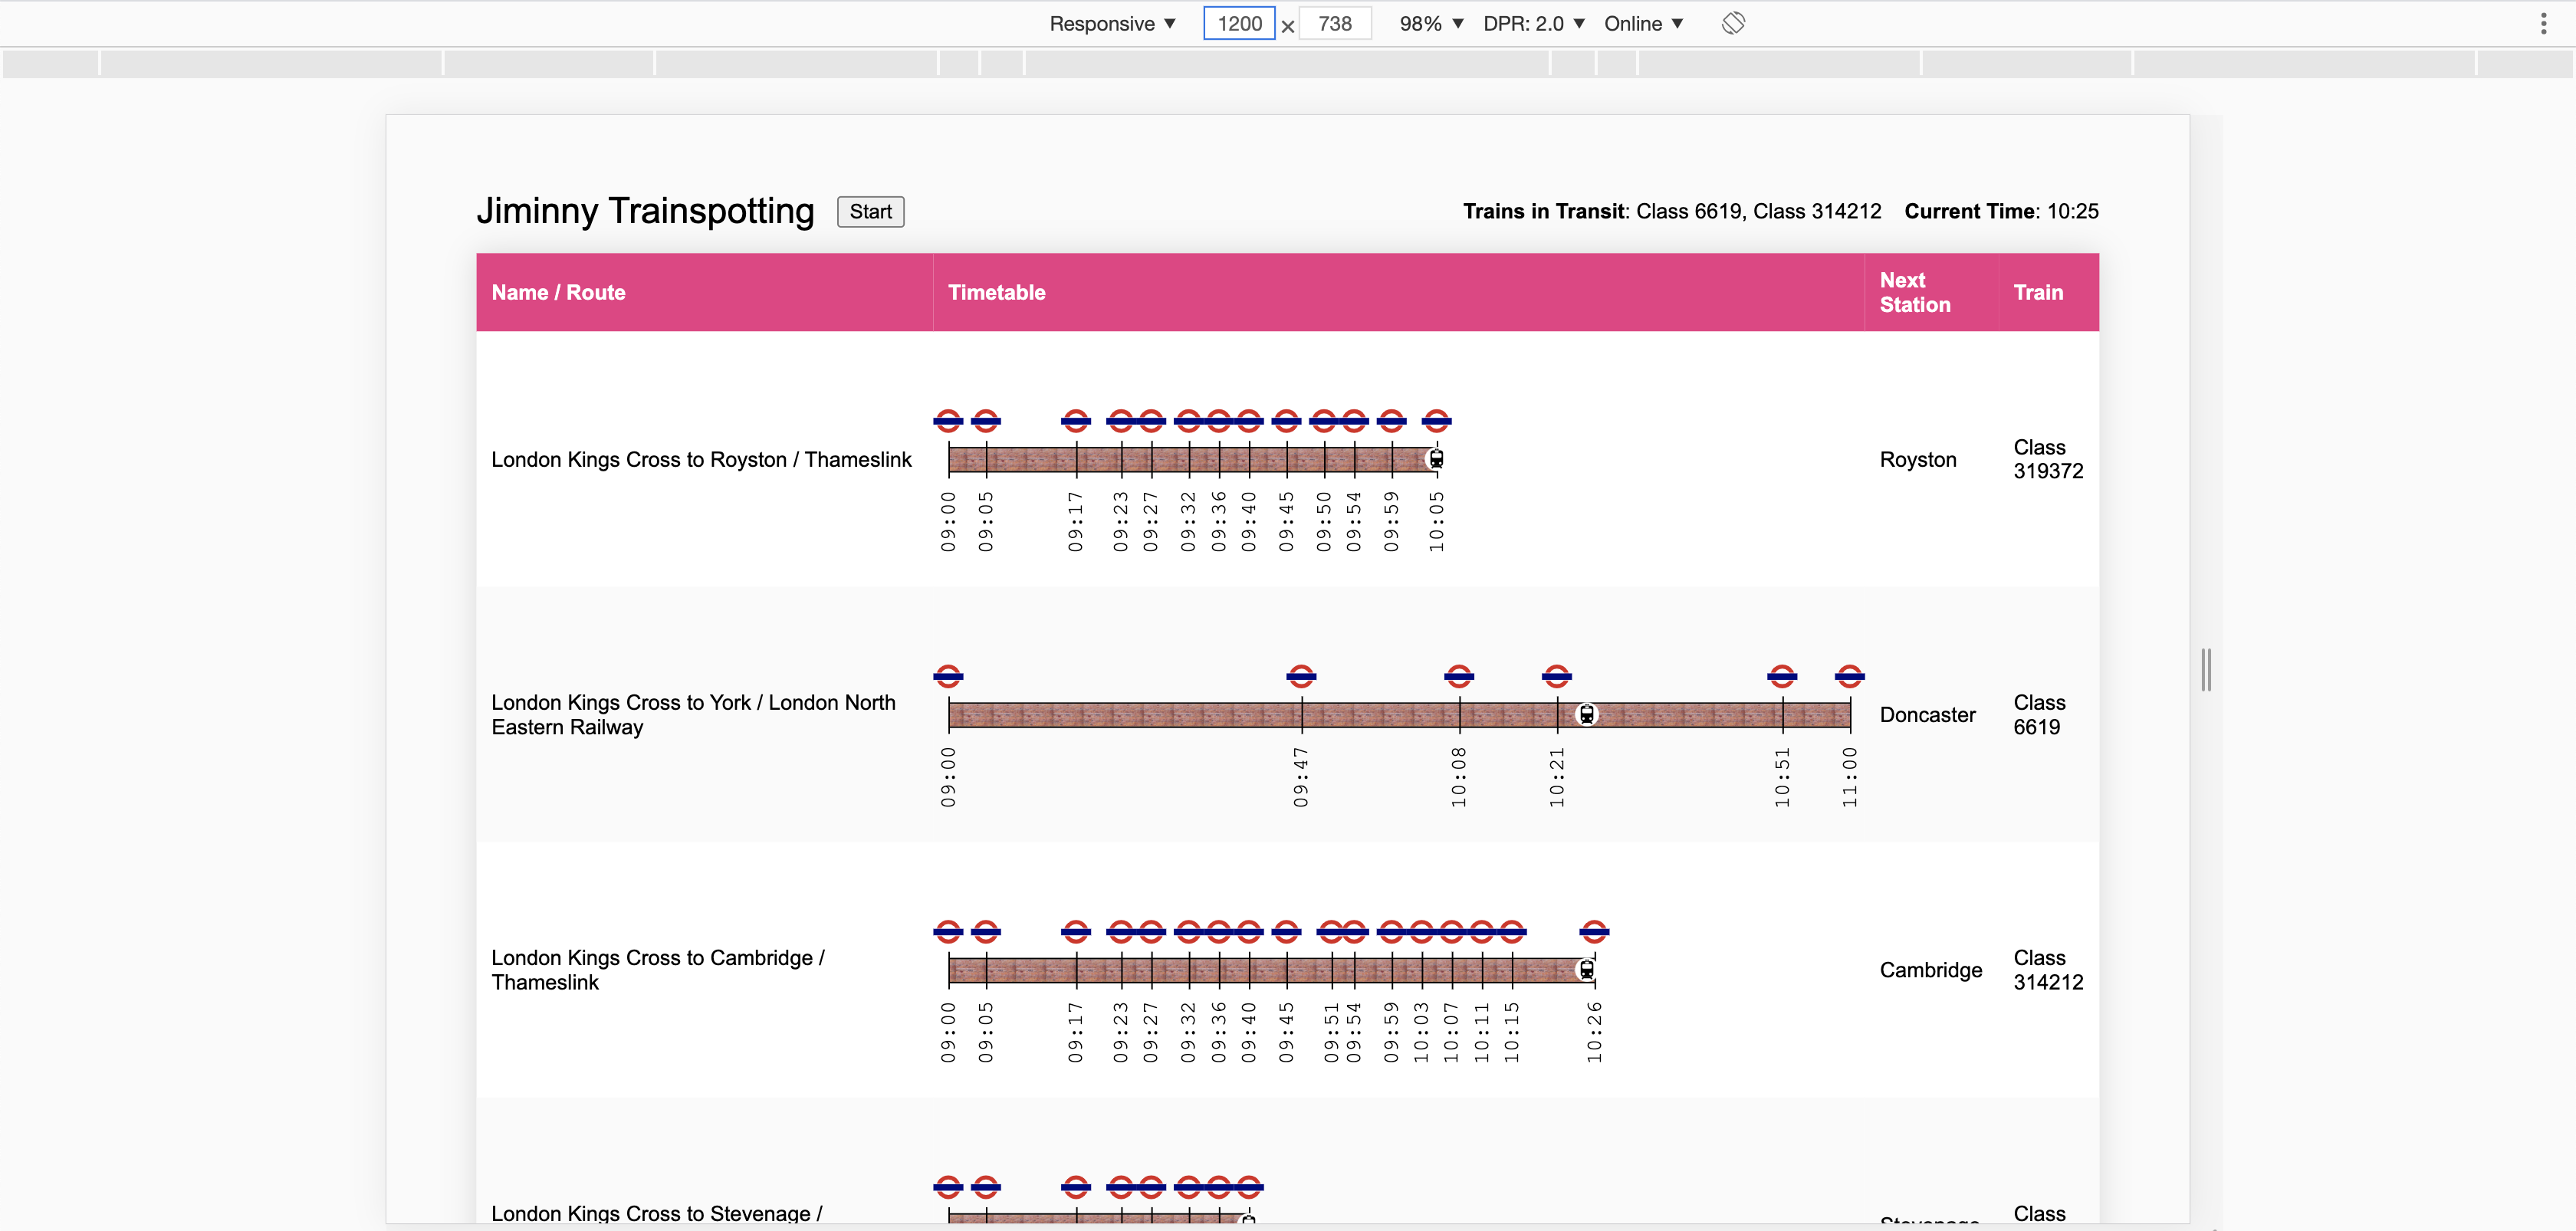 Responsive ▼ 1200 × 738 98% ▼ DPR: 2.0 ▼ Online ▼
Jiminny Trainspotting Start Trains in Transit: Class 6619, Class 314212 Current Time: 10:25
Name / Route Timetable Next Station Train
London Kings Cross to Royston / Thameslink
09:00 09:05 09:17 09:23 09:27 09:32 09:36 09:40 09:45 09:50 09:54 09:59 10:05
Royston
Class
319372
London Kings Cross to York / London North
Eastern Railway
09:00 09:47 10:08 10:21 10:51 11:00
Doncaster
Class
6619
London Kings Cross to Cambridge /
Thameslink
09:00 09:05 09:17 09:23 09:27 09:32 09:36 09:40 09:45 09:51 09:54 09:59 10:03 10:07 10:11 10:15 10:26
Cambridge
Class
314212
London Kings Cross to Stevenage /
Stevenage
Class